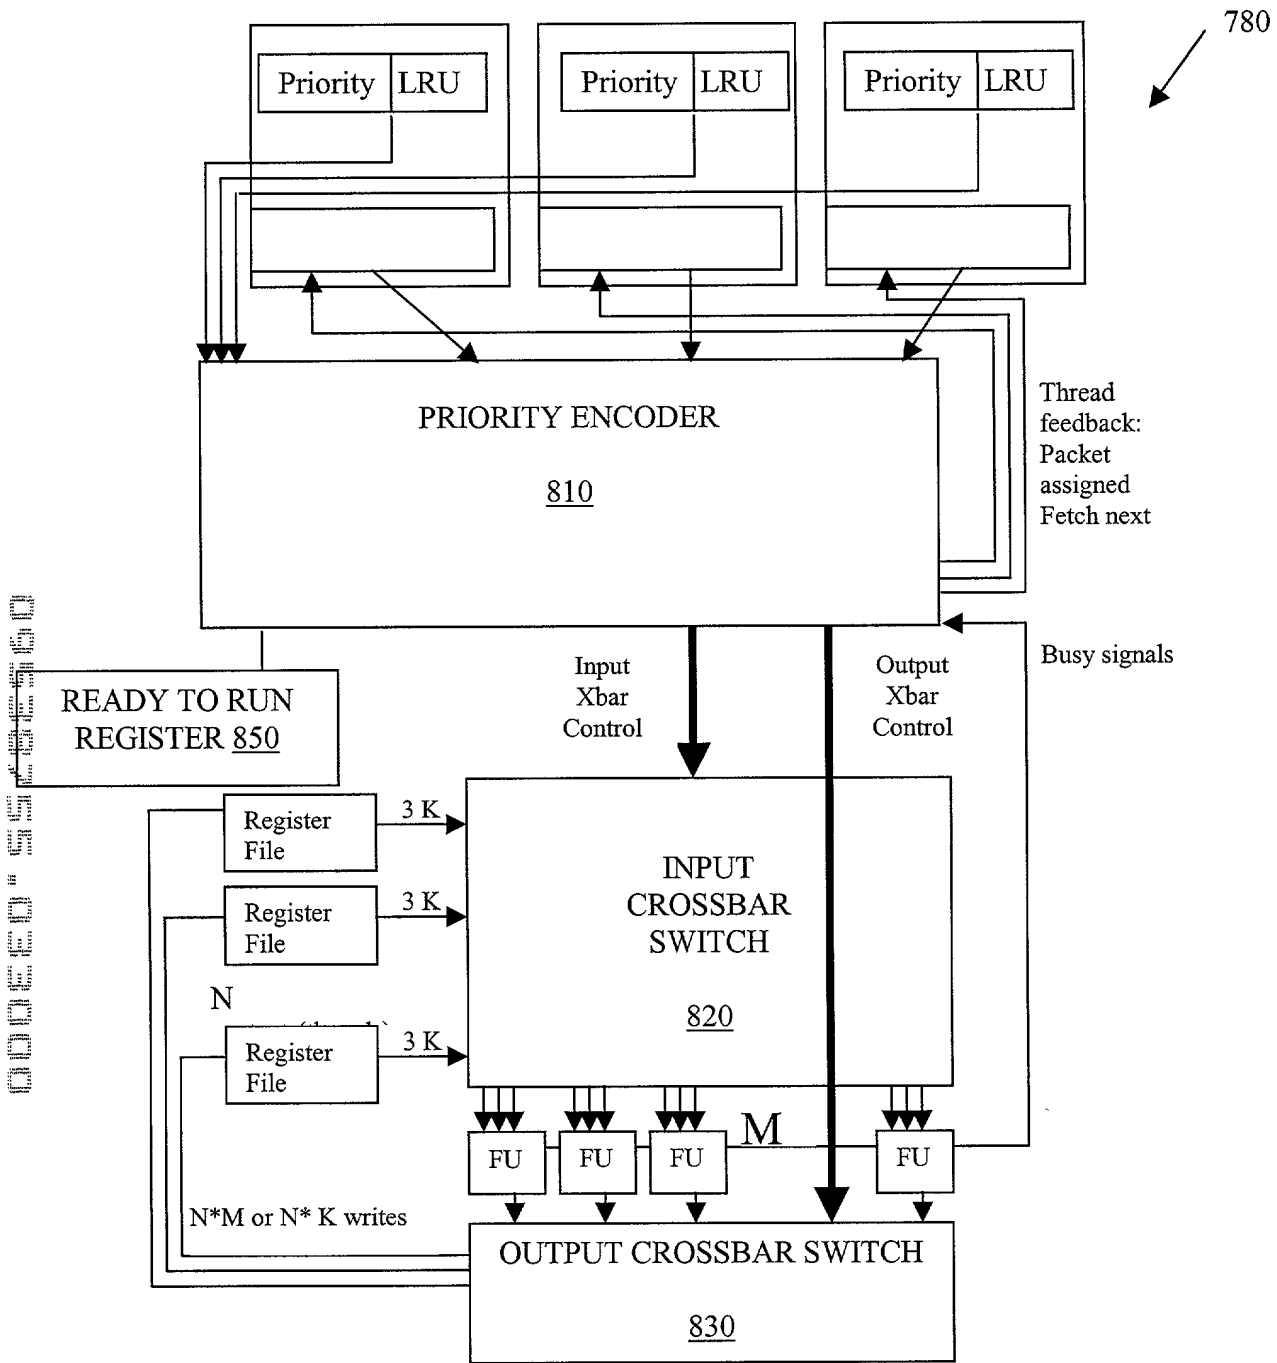 780
Priority LRU
Priority LRU
Priority LRU
PRIORITY ENCODER
810
Thread
feedback:
Packet
assigned
Fetch next
Input
Xbar
Control
Output
Xbar
Control
Busy signals
READY TO RUN
REGISTER 850
Register
File
3 K
Register
File
3 K
N
Register
File
3 K
INPUT
CROSSBAR
SWITCH
820
FU
FU
FU
M
FU
N*M or N* K writes
OUTPUT CROSSBAR SWITCH
830